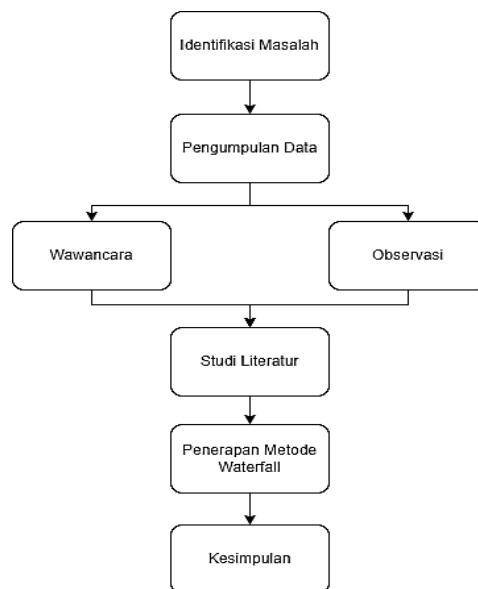 Identifikasi Masalah
Pengumpulan Data
Wawancara
Observasi
Studi Literatur
Penerapan Metode
Waterfall
Kesimpulan